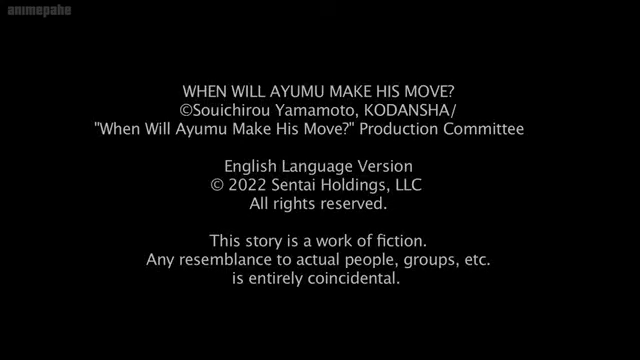 animepahe
WHEN WILL AYUMU MAKE HIS MOVE?
©Souichirou Yamamoto, KODANSHA/
"When Will Ayumu Make His Move?" Production Committee
English Language Version
© 2022 Sentai Holdings, LLC
All rights reserved.
This story is a work of fiction.
Any resemblance to actual people, groups, etc.
is entirely coincidental.